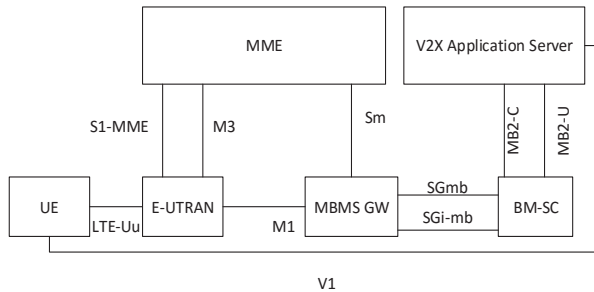 MME
V2X Application Server
S1-MME
M3
Sm
MB2-C
MB2-U
UE
LTE-Uu
E-UTRAN
M1
MBMS GW
SGmb
SGi-mb
BM-SC
V1